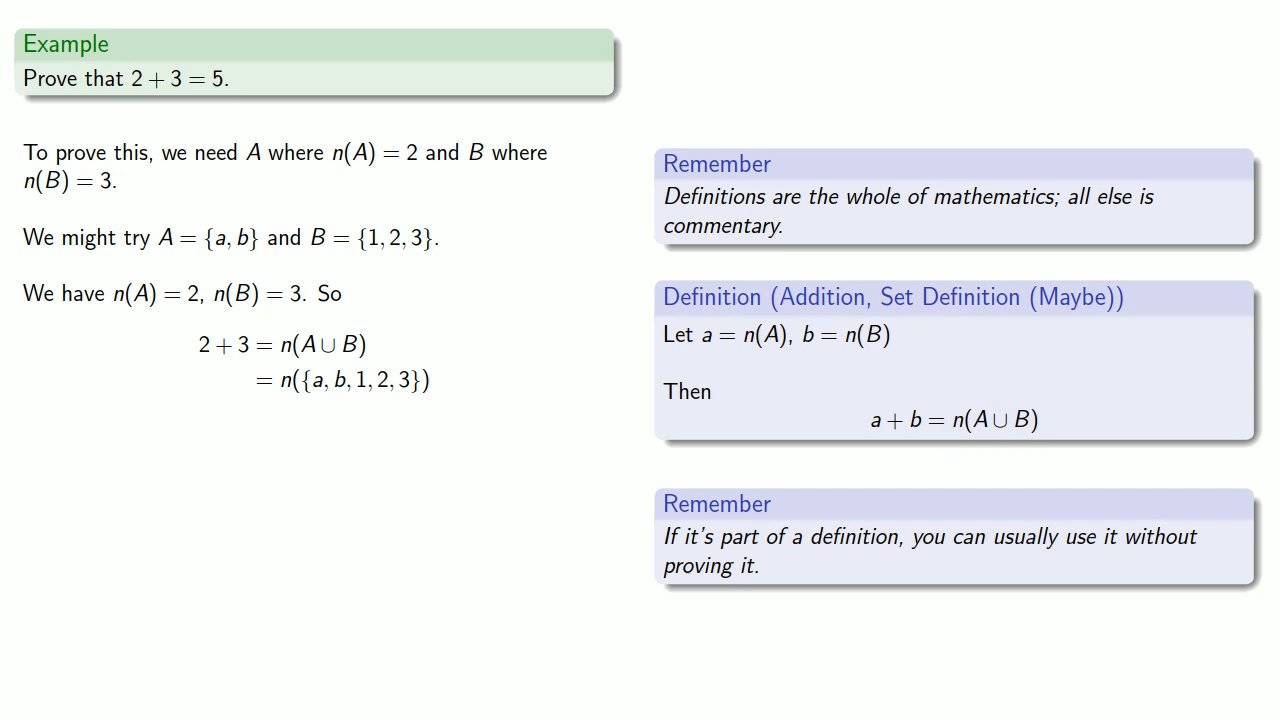 Example
Prove that 2 + 3 = 5.
To prove this, we need A where n(A) = 2 and B where
n(B) = 3.
We might try A = {a, b} and B = {1, 2, 3}.
We have n(A) = 2, n(B) = 3. So
2 + 3 = n(A ∪ B)
= n({a, b, 1, 2, 3})
Remember
Definitions are the whole of mathematics; all else is
commentary.
Definition (Addition, Set Definition (Maybe))
Let a = n(A), b = n(B)
Then
a + b = n(A ∪ B)
Remember
If it's part of a definition, you can usually use it without
proving it.